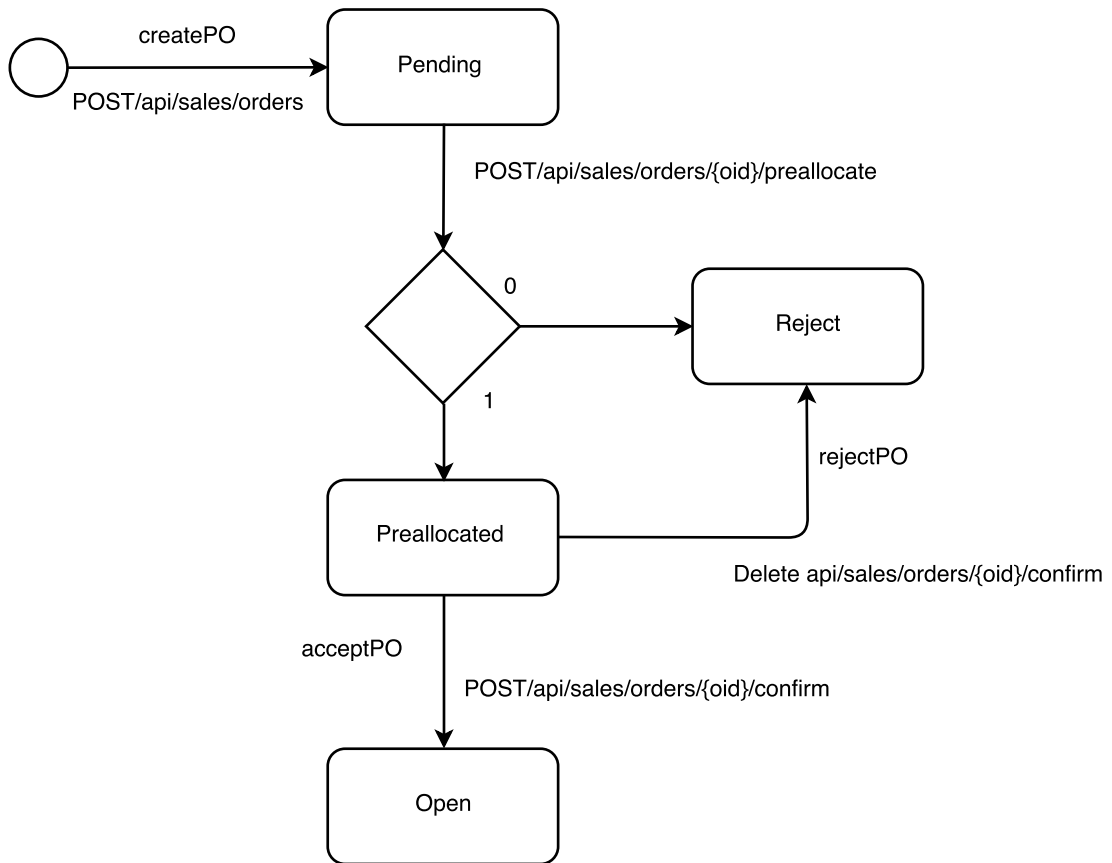 createPO
Pending
POST/api/sales/orders
POST/api/sales/orders/{oid}/preallocate
0
Reject
1
rejectPO
Preallocated
Delete api/sales/orders/{oid}/confirm
acceptPO
POST/api/sales/orders/{oid}/confirm
Open